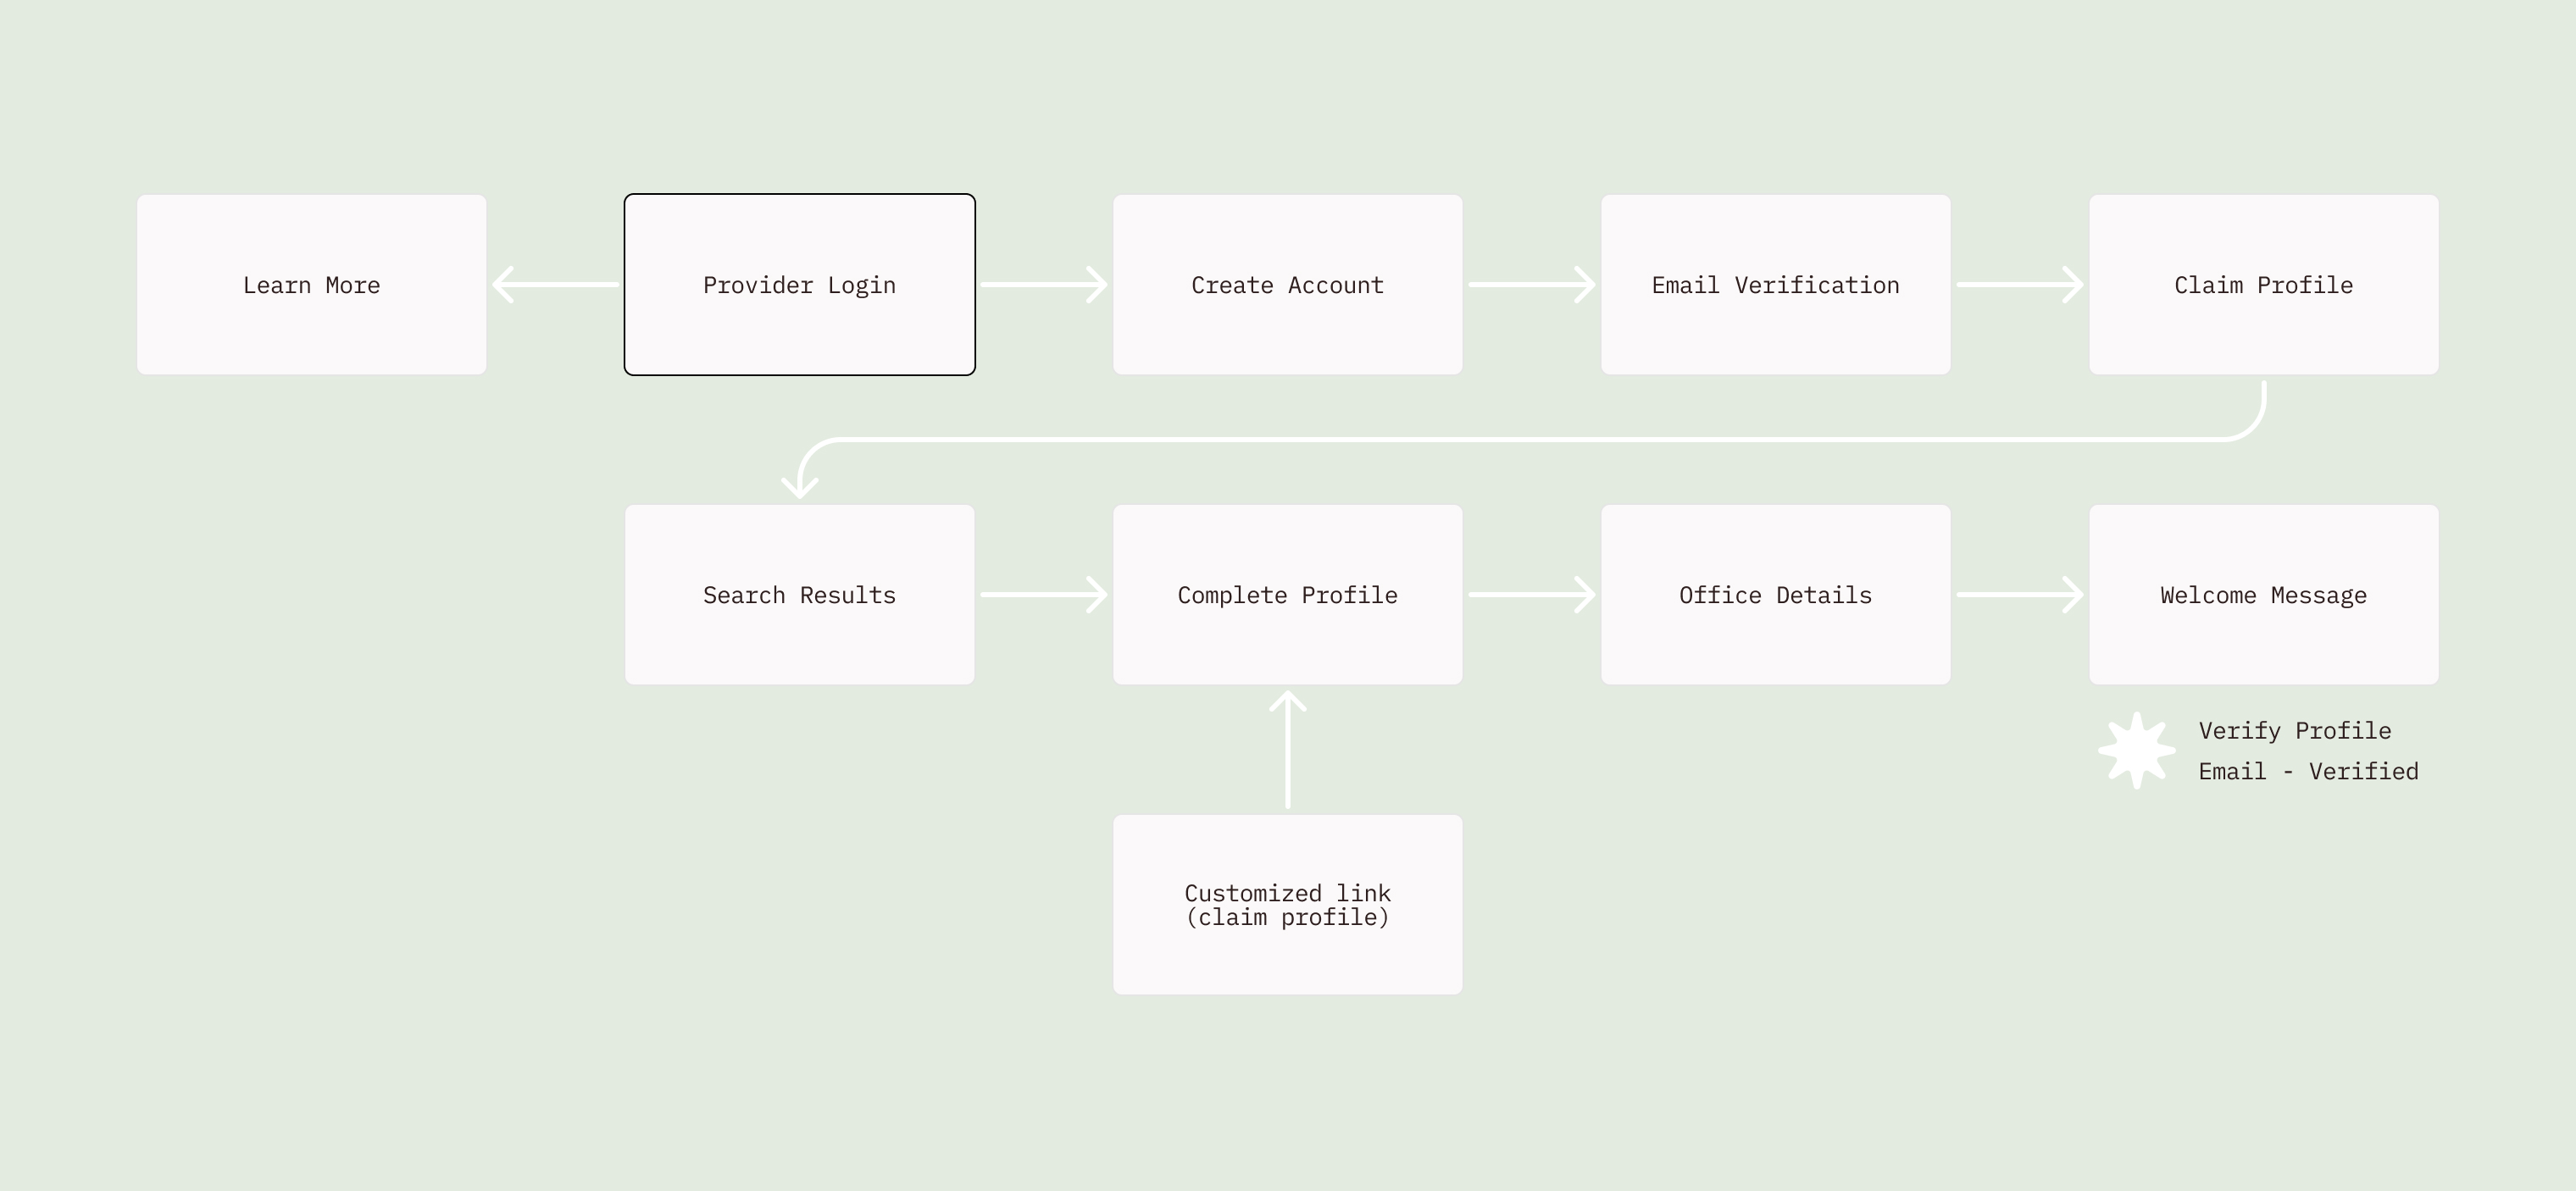 Learn More
Provider Login
Create Account
Email Verification
Claim Profile
Search Results
Complete Profile
Office Details
Welcome Message
Verify Profile
Email - Verified
Customized link
(claim profile)